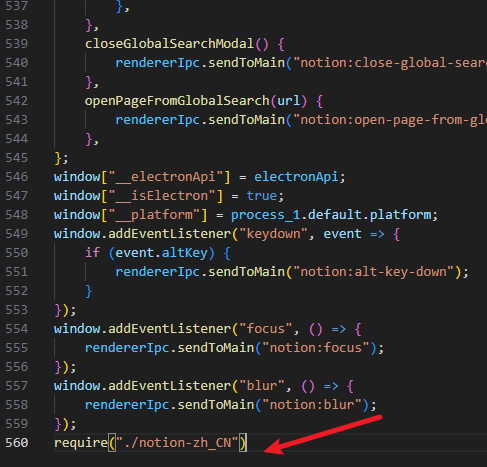 537 },
538 },
539 closeGlobalSearchModal() {
540 rendererIpc.sendToMain("notion:close-global-sear
541 },
542 openPageFromGlobalSearch(url) {
543 rendererIpc.sendToMain("notion:open-page-from-gl
544 },
545 };
546 window["__electronApi"] = electronApi;
547 window["__isElectron"] = true;
548 window["__platform"] = process_1.default.platform;
549 window.addEventListener("keydown", event => {
550 if (event.altKey) {
551 rendererIpc.sendToMain("notion:alt-key-down");
552 }
553 });
554 window.addEventListener("focus", () => {
555 rendererIpc.sendToMain("notion:focus");
556 });
557 window.addEventListener("blur", () => {
558 rendererIpc.sendToMain("notion:blur");
559 });
560 require("./notion-zh_CN")